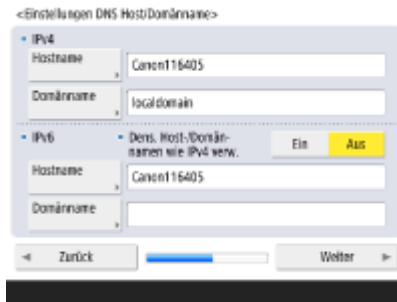 <Einstellungen DNS Host/Domänname>
• IPv4
Hostname
Canon116405
Domänname
localdomain
• IPv6
• Dens. Host-/Domän-
namen wie IPv4 verw.
Ein
Aus
Hostname
Canon116405
Domänname
Zurück
Weiter